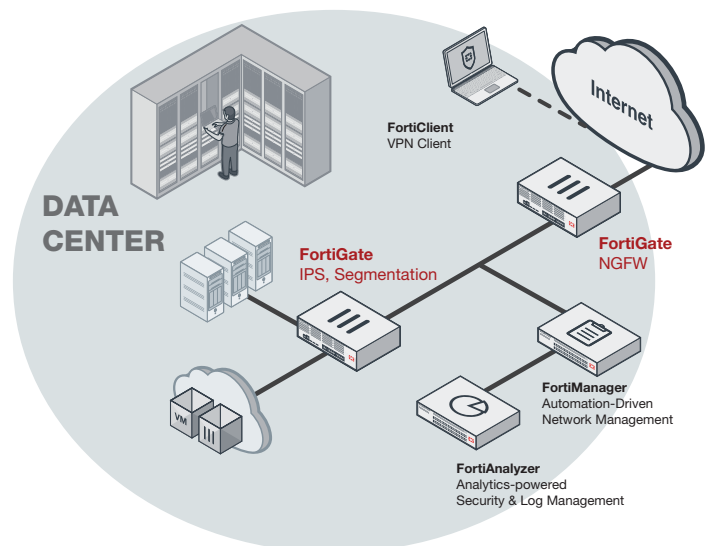 Internet
FortiClient
VPN Client
DATA
CENTER
FortiGate
NGFW
FortiGate
IPS, Segmentation
VM
FortiManager
Automation-Driven
Network Management
FortiAnalyzer
Analytics-powered
Security & Log Management